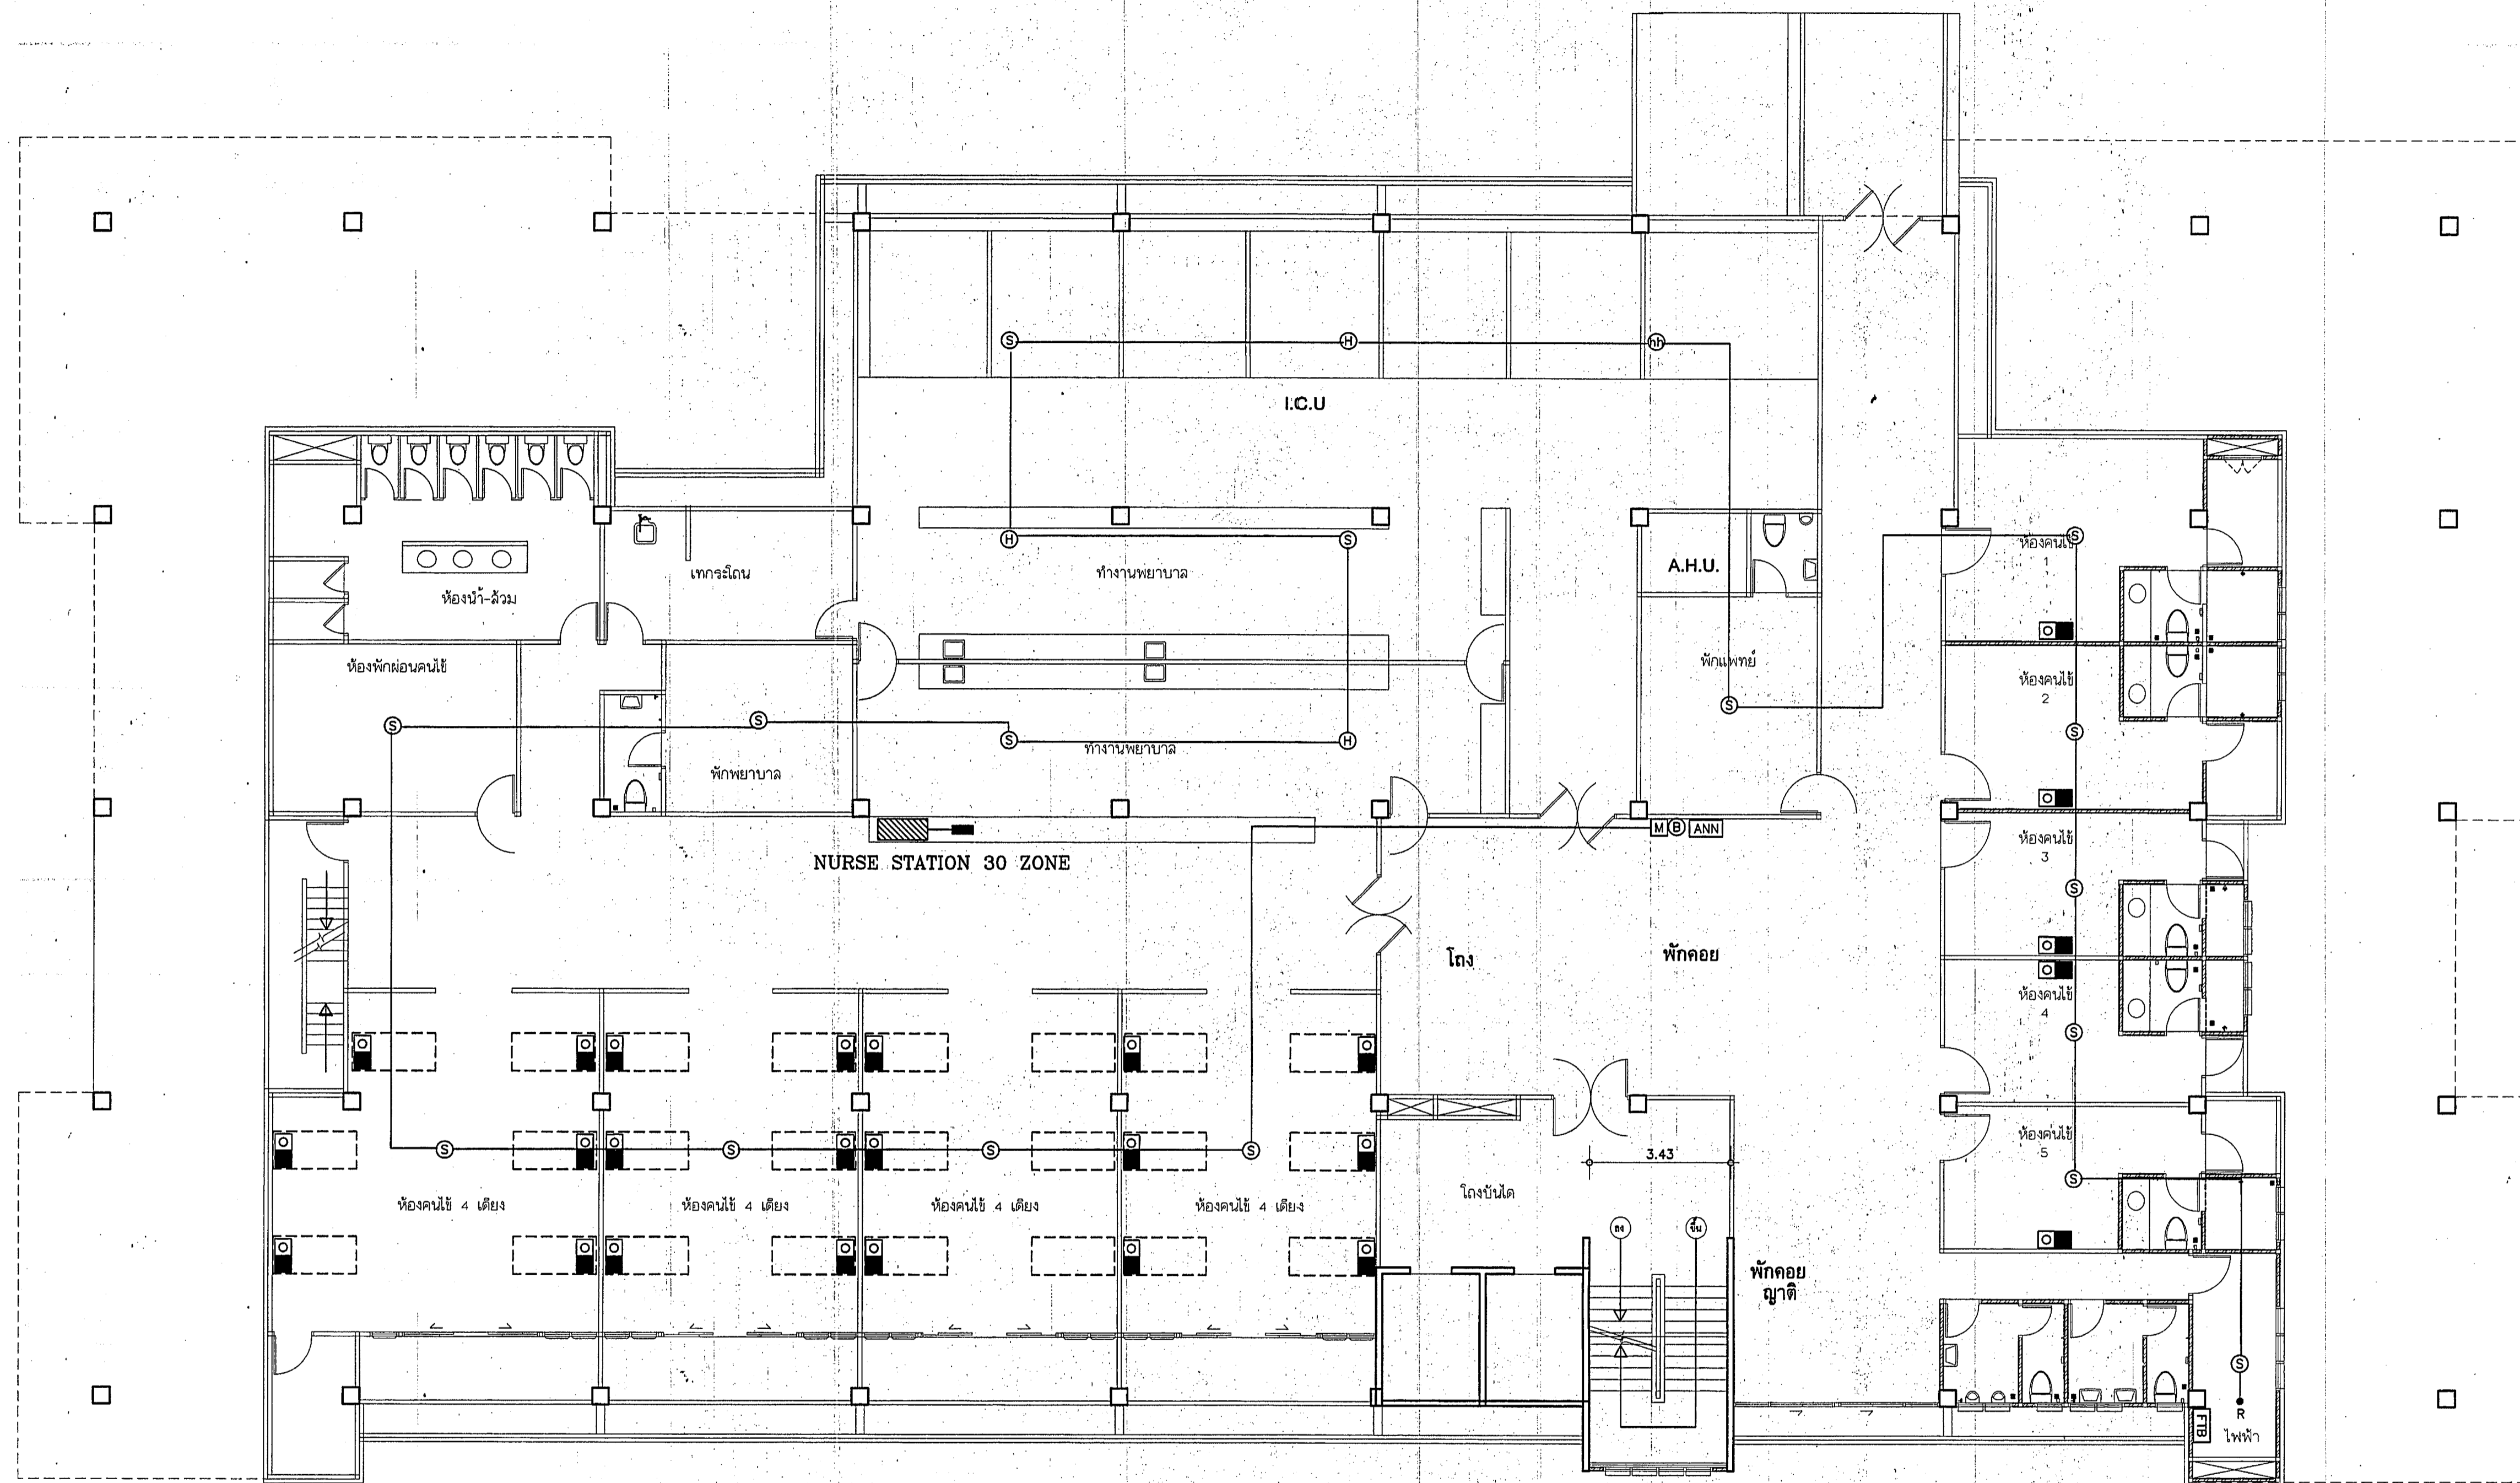 S
H
hh
I.C.U
H
S
ห้องคนไข้
1
S
เทกระโถน
ทำงานพยาบาล
A.H.U.
ห้องน้ำ-ส้วม
ห้องพักผ่อนคนไข้
พักแพทย์
ห้องคนไข้
2
S
S
S
S
H
S
ทำงานพยาบาล
พักพยาบาล
M B ANN
ห้องคนไข้
3
NURSE STATION 30 ZONE
S
โถง
พักคอย
ห้องคนไข้
4
S
ห้องคนไข้
5
S
S
S
S
3.43
S
โถงบันได
ห้องคนไข้ 4 เตียง
ห้องคนไข้ 4 เตียง
ห้องคนไข้ 4 เตียง
ห้องคนไข้ 4 เตียง
ลง
ขึ้น
พักคอย
ญาติ
S
R
FTB
ไฟฟ้า